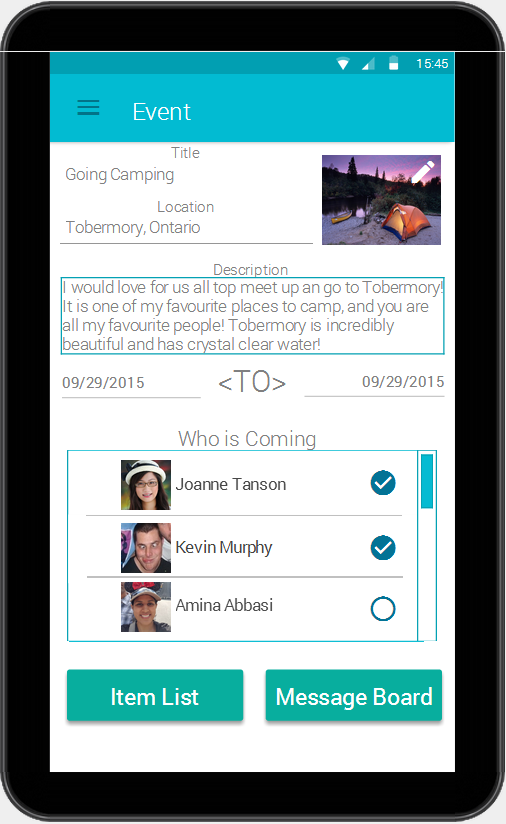 15:45
Event
Title
Going Camping
Location
Tobermory, Ontario
Description
I would love for us all top meet up an go to Tobermory!
It is one of my favourite places to camp, and you are
all my favourite people! Tobermory is incredibly
beautiful and has crystal clear water!
09/29/2015 <TO> 09/29/2015
Who is Coming
Joanne Tanson
Kevin Murphy
Amina Abbasi
Item List Message Board